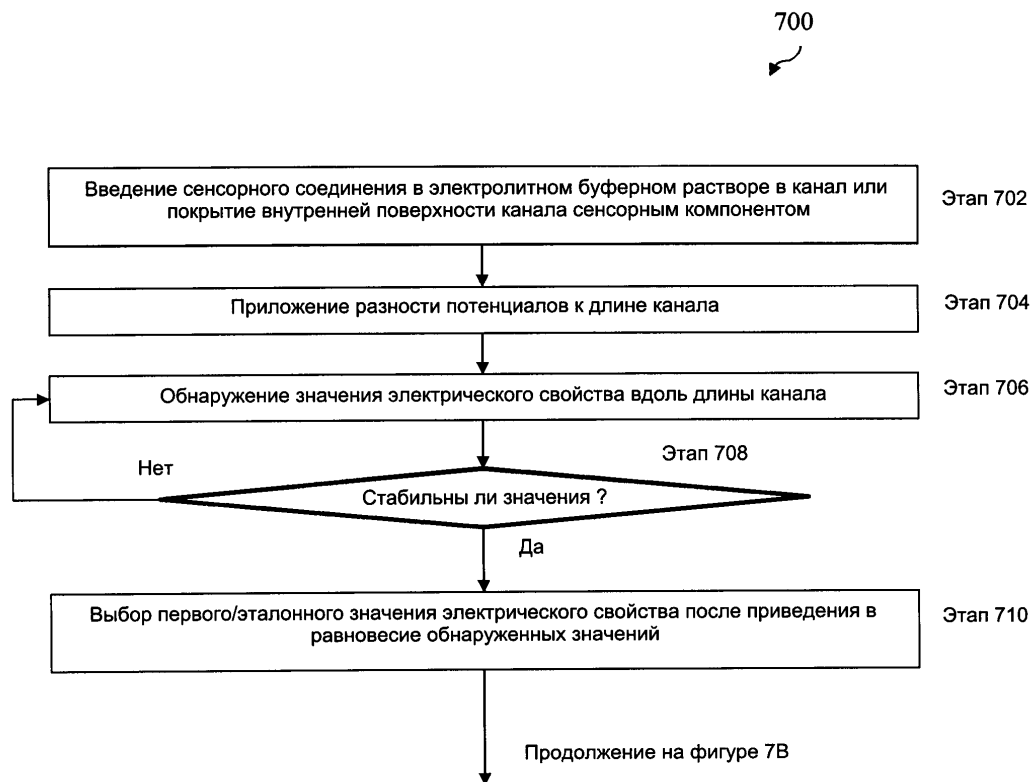 700
Введение сенсорного соединения в электролитном буферном растворе в канал или
покрытие внутренней поверхности канала сенсорным компонентом
Этап 702
Приложение разности потенциалов к длине канала
Этап 704
Обнаружение значения электрического свойства вдоль длины канала
Этап 706
Этап 708
Нет
Стабильны ли значения ?
Да
Выбор первого/эталонного значения электрического свойства после приведения в
равновесие обнаруженных значений
Этап 710
Продолжение на фигуре 7В